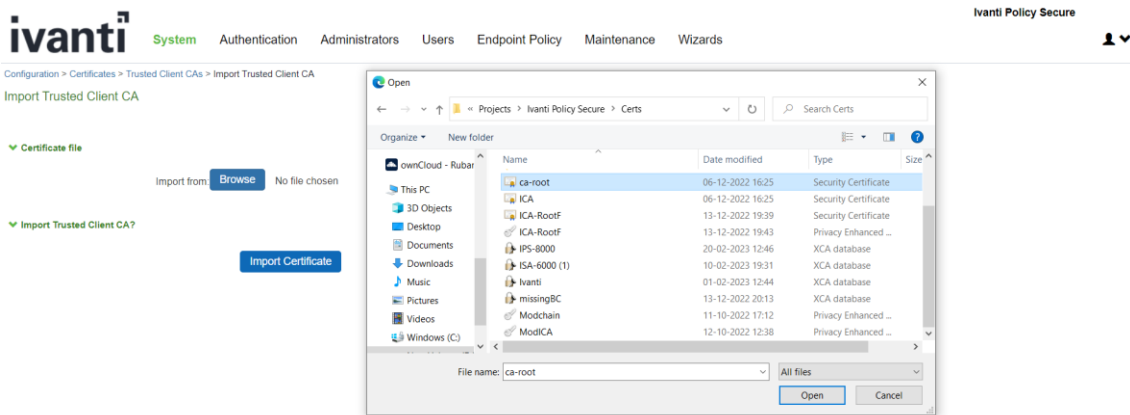 Ivanti Policy Secure
ivanti
System Authentication Administrators Users Endpoint Policy Maintenance Wizards
Configuration > Certificates > Trusted Client CAs > Import Trusted Client CA
Import Trusted Client CA
Certificate file
Import from: Browse No file chosen
Import Trusted Client CA?
Import Certificate
Open
« Projects > Ivanti Policy Secure > Certs Search Certs
Organize New folder
Name Date modified Type Size
ownCloud - Rubar
This PC
3D Objects
Desktop
Documents
Downloads
Music
Pictures
Videos
Windows (C:)
ca-root 06-12-2022 16:25 Security Certificate
ICA 06-12-2022 16:25 Security Certificate
ICA-RootF 13-12-2022 19:39 Security Certificate
ICA-RootF 13-12-2022 19:43 Privacy Enhanced ...
IPS-8000 20-02-2023 12:46 XCA database
ISA-6000 (1) 10-02-2023 19:31 XCA database
Ivanti 01-02-2023 12:44 XCA database
missingBC 13-12-2022 20:13 XCA database
Modchain 11-10-2022 17:12 Privacy Enhanced ...
ModICA 12-10-2022 12:38 Privacy Enhanced ...
File name: ca-root All files
Open Cancel